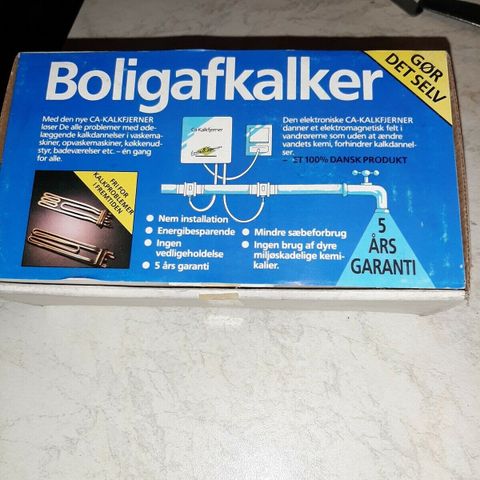 Boligafkalker
GØR
DET SELV
Med den nye CA-KALKFJERNER
løser De alle problemer med øde-
læggende kalkdannelser i vaskema-
skiner, opvaskemaskiner, køkkenud-
styr, badeværelser etc. – én gang
for alle.
Ca-Kalkfjerner
Den elektroniske CA-KALKFJERNER
danner et elektromagnetisk felt i
vandrørerne som uden at ændre
vandets kemi, forhindrer kalkdannel-
ser.
– ET 100% DANSK PRODUKT
FRI FOR
KALKPROBLEMER
I FREMTIDEN
• Nem installation
• Energibesparende
• Ingen
vedligeholdelse
• 5 års garanti
• Mindre sæbeforbrug
• Ingen brug af dyre
miljøskadelige kemi-
kalier.
5
ÅRS
GARANTI